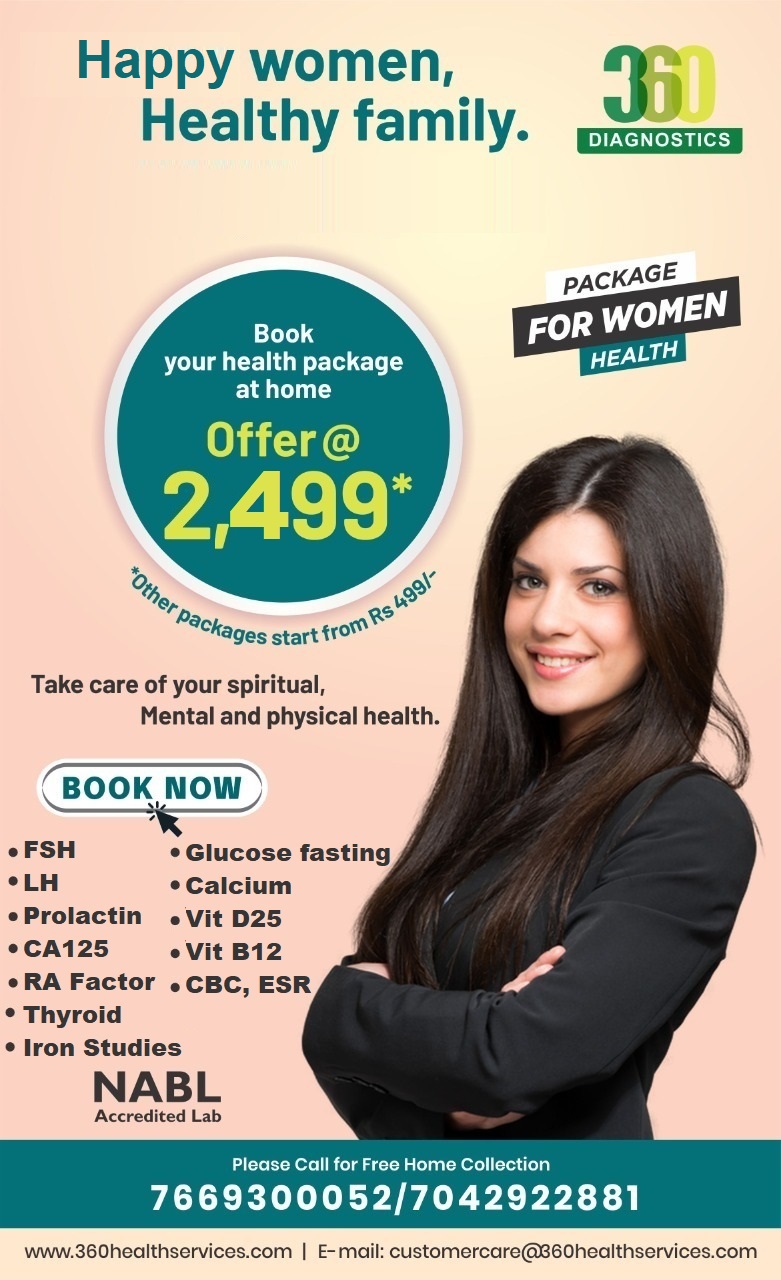 Happy women,
Healthy family.
360
DIAGNOSTICS
PACKAGE
FOR WOMEN
HEALTH
Book
your health package
at home
Offer @
2,499*
*Other packages start from Rs 499/-
Take care of your spiritual,
Mental and physical health.
BOOK NOW
• FSH
• LH
• Prolactin
• CA125
• RA Factor
• Thyroid
• Iron Studies
• Glucose fasting
• Calcium
• Vit D25
• Vit B12
• CBC, ESR
NABL
Accredited Lab
Please Call for Free Home Collection
7669300052/7042922881
www.360healthservices.com | E-mail: customercare@360healthservices.com